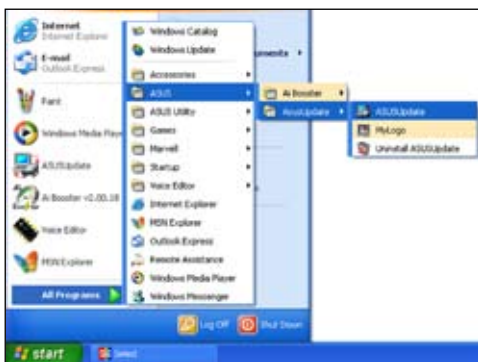 Internet
Internet Explorer
E-mail
Outlook Express
Paint
Windows Media Player
ASUSUpdate
Ai Booster v2.00.18
Voice Editor
MSN Explorer
All Programs
Windows Catalog
Windows Update
Accessories
ASUS
ASUS Utility
Games
Marvell
Startup
Voice Editor
Internet Explorer
MSN Explorer
Outlook Express
Remote Assistance
Windows Media Player
Windows Messenger
Ai Booster
AsusUpdate
ASUSUpdate
MyLogo
Uninstall ASUSUpdate
Log Off
Shut Down
start